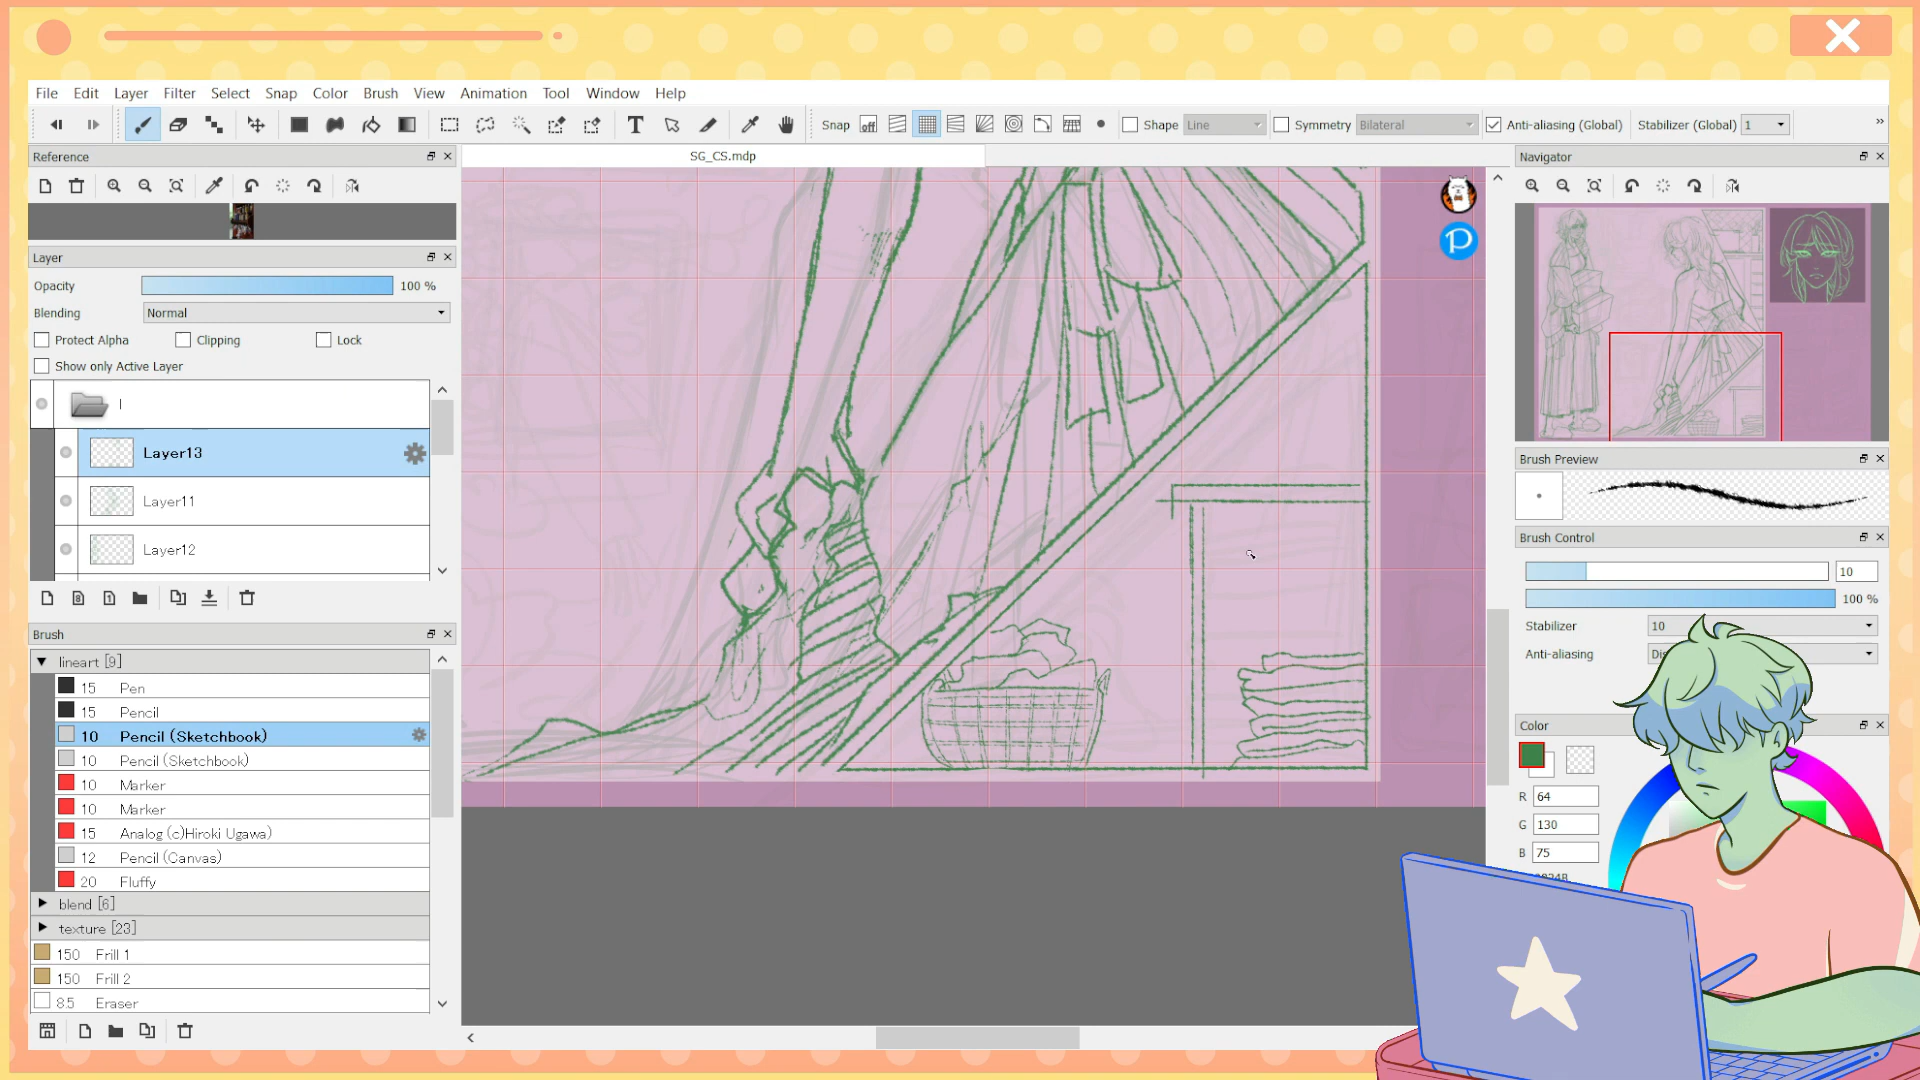 File Edit Layer Filter Select Snap Color Brush View Animation Tool Window Help
T Snap off Shape Line Symmetry Bilateral Anti-aliasing (Global) Stabilizer (Global) 1 »
Reference
SG_CS.mdp
Navigator
Layer
Opacity 100 %
Blending Normal
Protect Alpha Clipping Lock
Show only Active Layer
I
Layer13
Layer11
Layer12
Brush
lineart [9]
15 Pen
15 Pencil
10 Pencil (Sketchbook)
10 Pencil (Sketchbook)
10 Marker
10 Marker
15 Analog (c)Hiroki Ugawa)
12 Pencil (Canvas)
20 Fluffy
blend [6]
texture [23]
150 Frill 1
150 Frill 2
8.5 Eraser
P
Brush Preview
Brush Control
10
100 %
Stabilizer 10
Anti-aliasing
Color
R 64
G 130
B 75